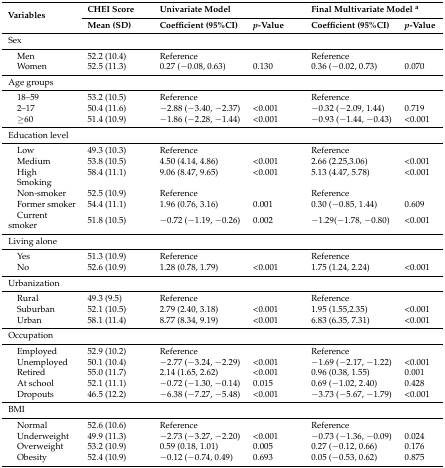 Variables CHEI Score Univariate Model Final Multivariate Model a
Mean (SD) Coefficient (95%CI) p-Value Coefficient (95%CI) p-Value
Sex
Men 52.2 (10.4) Reference Reference
Women 52.5 (11.3) 0.27 (−0.08, 0.63) 0.130 0.36 (−0.02, 0.73) 0.070
Age groups
18–59 53.2 (10.5) Reference Reference
2–17 50.4 (11.6) −2.88 (−3.40, −2.37) <0.001 −0.32 (−2.09, 1.44) 0.719
≥60 51.4 (10.9) −1.86 (−2.28, −1.44) <0.001 −0.93 (−1.44, −0.43) <0.001
Education level
Low 49.3 (10.3) Reference Reference
Medium 53.8 (10.5) 4.50 (4.14, 4.86) <0.001 2.66 (2.25,3.06) <0.001
High 58.4 (11.1) 9.06 (8.47, 9.65) <0.001 5.13 (4.47, 5.78) <0.001
Smoking
Non-smoker 52.5 (10.9) Reference Reference
Former smoker 54.4 (11.1) 1.96 (0.76, 3.16) 0.001 0.30 (−0.85, 1.44) 0.609
Current
smoker 51.8 (10.5) −0.72 (−1.19, −0.26) 0.002 −1.29(−1.78, −0.80) <0.001
Living alone
Yes 51.3 (10.9) Reference Reference
No 52.6 (10.9) 1.28 (0.78, 1.79) <0.001 1.75 (1.24, 2.24) <0.001
Urbanization
Rural 49.3 (9.5) Reference Reference
Suburban 52.1 (10.5) 2.79 (2.40, 3.18) <0.001 1.95 (1.55,2.35) <0.001
Urban 58.1 (11.4) 8.77 (8.34, 9.19) <0.001 6.83 (6.35, 7.31) <0.001
Occupation
Employed 52.9 (10.2) Reference Reference
Unemployed 50.1 (10.4) −2.77 (−3.24, −2.29) <0.001 −1.69 (−2.17, −1.22) <0.001
Retired 55.0 (11.7) 2.14 (1.65, 2.62) <0.001 0.96 (0.38, 1.55) 0.001
At school 52.1 (11.1) −0.72 (−1.30, −0.14) 0.015 0.69 (−1.02, 2.40) 0.428
Dropouts 46.5 (12.2) −6.38 (−7.27, −5.48) <0.001 −3.73 (−5.67, −1.79) <0.001
BMI
Normal 52.6 (10.6) Reference Reference
Underweight 49.9 (11.3) −2.73 (−3.27, −2.20) <0.001 −0.73 (−1.36, −0.09) 0.024
Overweight 53.2 (10.9) 0.59 (0.18, 1.01) 0.005 0.27 (−0.12, 0.66) 0.176
Obesity 52.4 (10.9) −0.12 (−0.74, 0.49) 0.693 0.05 (−0.53, 0.62) 0.875